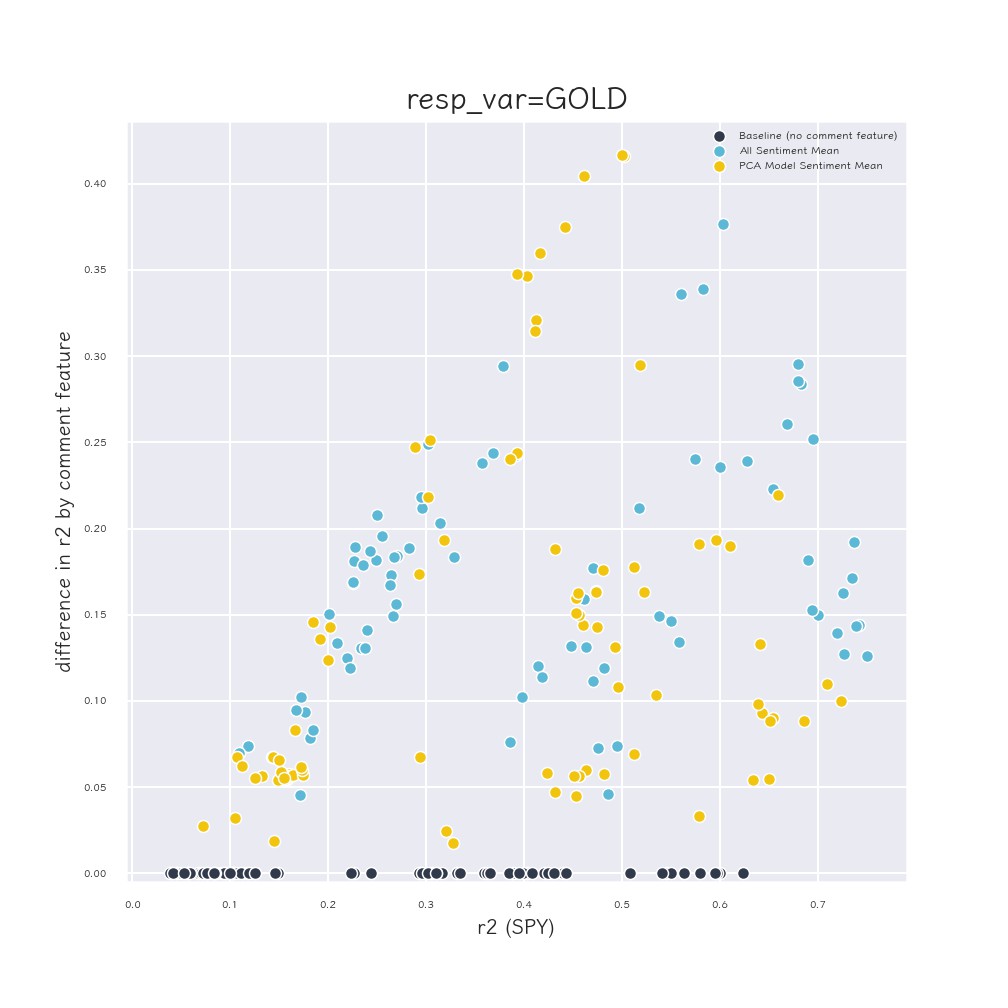 resp_var=GOLD
Baseline (no comment feature)
All Sentiment Mean
PCA Model Sentiment Mean
0.40
0.35
0.30
0.25
0.20
0.15
0.10
0.05
0.00
difference in r2 by comment feature
0.0 0.1 0.2 0.3 0.4 0.5 0.6 0.7
r2 (SPY)